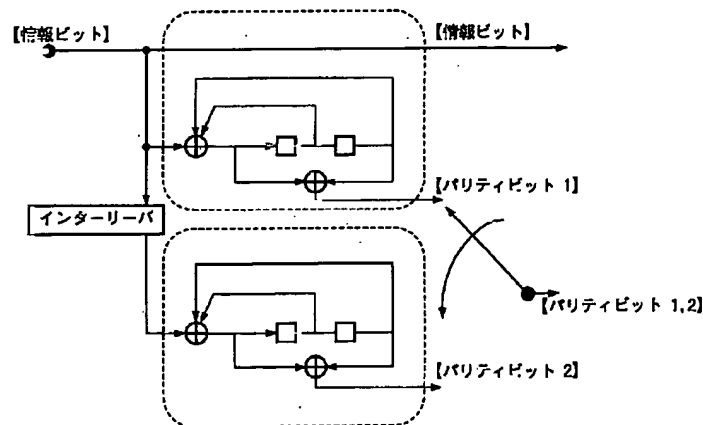 【情報ビット】
【情報ビット】
【パリティビット 1】
インターリーバ
【パリティビット 1,2】
【パリティビット 2】